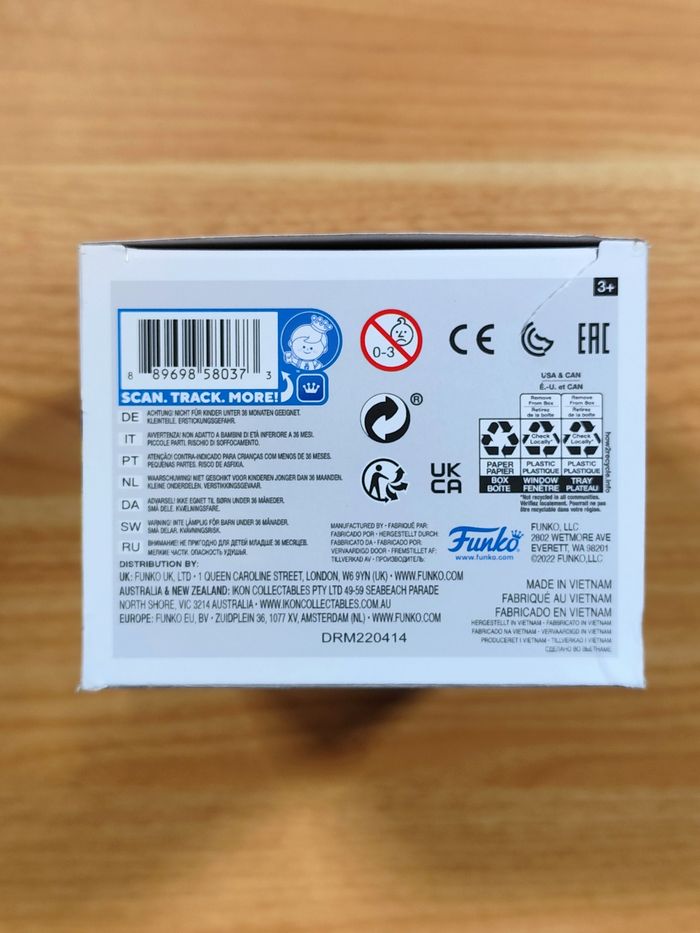 3+
8 89698 58037 3
SCAN. TRACK. MORE!
0-3
CE
EAC
®
USA & CAN
É.-U. et CAN
Remove From Box
Retirez de la boîte
Remove From Box
Retirez de la boîte
Check Locally*
Check Locally*
PAPER
PAPIER
BOX
BOÎTE
PLASTIC
PLASTIQUE
WINDOW
FENÊTRE
PLASTIC
PLASTIQUE
TRAY
PLATEAU
how2recycle.info
*Not recycled in all communities.
Vérifiez localement. Pourrait ne pas
être recyclable dans votre région.
UK
CA
DE ACHTUNG! NICHT FÜR KINDER UNTER 36 MONATEN GEEIGNET.
KLEINTEILE. ERSTICKUNGSGEFAHR.
IT AVVERTENZA! NON ADATTO A BAMBINI DI ETÀ INFERIORE A 36 MESI.
PICCOLE PARTI. RISCHIO DI SOFFOCAMENTO.
PT ATENÇÃO! CONTRA-INDICADO PARA CRIANÇAS COM MENOS DE 36 MESES.
PEQUENAS PARTES. RISCO DE ASFIXIA.
NL WAARSCHUWING! NIET GESCHIKT VOOR KINDEREN JONGER DAN 36 MAANDEN.
KLEINE ONDERDELEN. VERSTIKKINGSGEVAAR.
DA ADVARSEL! IKKE EGNET TIL BØRN UNDER 36 MÅNEDER.
SMÅ DELE. KVÆLNINGSFARE.
SW VARNING! INTE LÄMPLIG FÖR BARN UNDER 36 MÅNADER.
SMÅ DELAR. KVÄVNINGSRISK.
RU ВНИМАНИЕ! НЕ ПРИГОДНО ДЛЯ ДЕТЕЙ МЛАДШЕ 36 МЕСЯЦЕВ.
МЕЛКИЕ ЧАСТИ. ОПАСНОСТЬ УДУШЬЯ.
MANUFACTURED BY • FABRIQUÉ PAR:
FABRICADO POR • HERGESTELLT DURCH:
FABBRICATO DA • FABRICADO POR:
VERVAARDIGD DOOR • FREMSTILLET AF:
TILLVERKAD AV • ПРОИЗВОДИТЕЛЬ:
Funko
www.funko.com
FUNKO, LLC
2802 WETMORE AVE
EVERETT, WA 98201
©2022 FUNKO,LLC
DISTRIBUTION BY:
UK: FUNKO UK, LTD • 1 QUEEN CAROLINE STREET, LONDON, W6 9YN (UK) • WWW.FUNKO.COM
AUSTRALIA & NEW ZEALAND: IKON COLLECTABLES PTY LTD 49-59 SEABEACH PARADE
NORTH SHORE, VIC 3214 AUSTRALIA • WWW.IKONCOLLECTABLES.COM.AU
EUROPE: FUNKO EU, BV • ZUIDPLEIN 36, 1077 XV, AMSTERDAM (NL) • WWW.FUNKO.COM
DRM220414
MADE IN VIETNAM
FABRIQUÉ AU VIETNAM
FABRICADO EN VIETNAM
HERGESTELLT IN VIETNAM • FABBRICATO IN VIETNAM
FABRICADO NA VIETNAM • VERVAARDIGD IN VIETNAM
PRODUCERET I VIETNAM • TILLVERKAD I VIETNAM
СДЕЛАНО ВО ВЬЕТНАМЕ